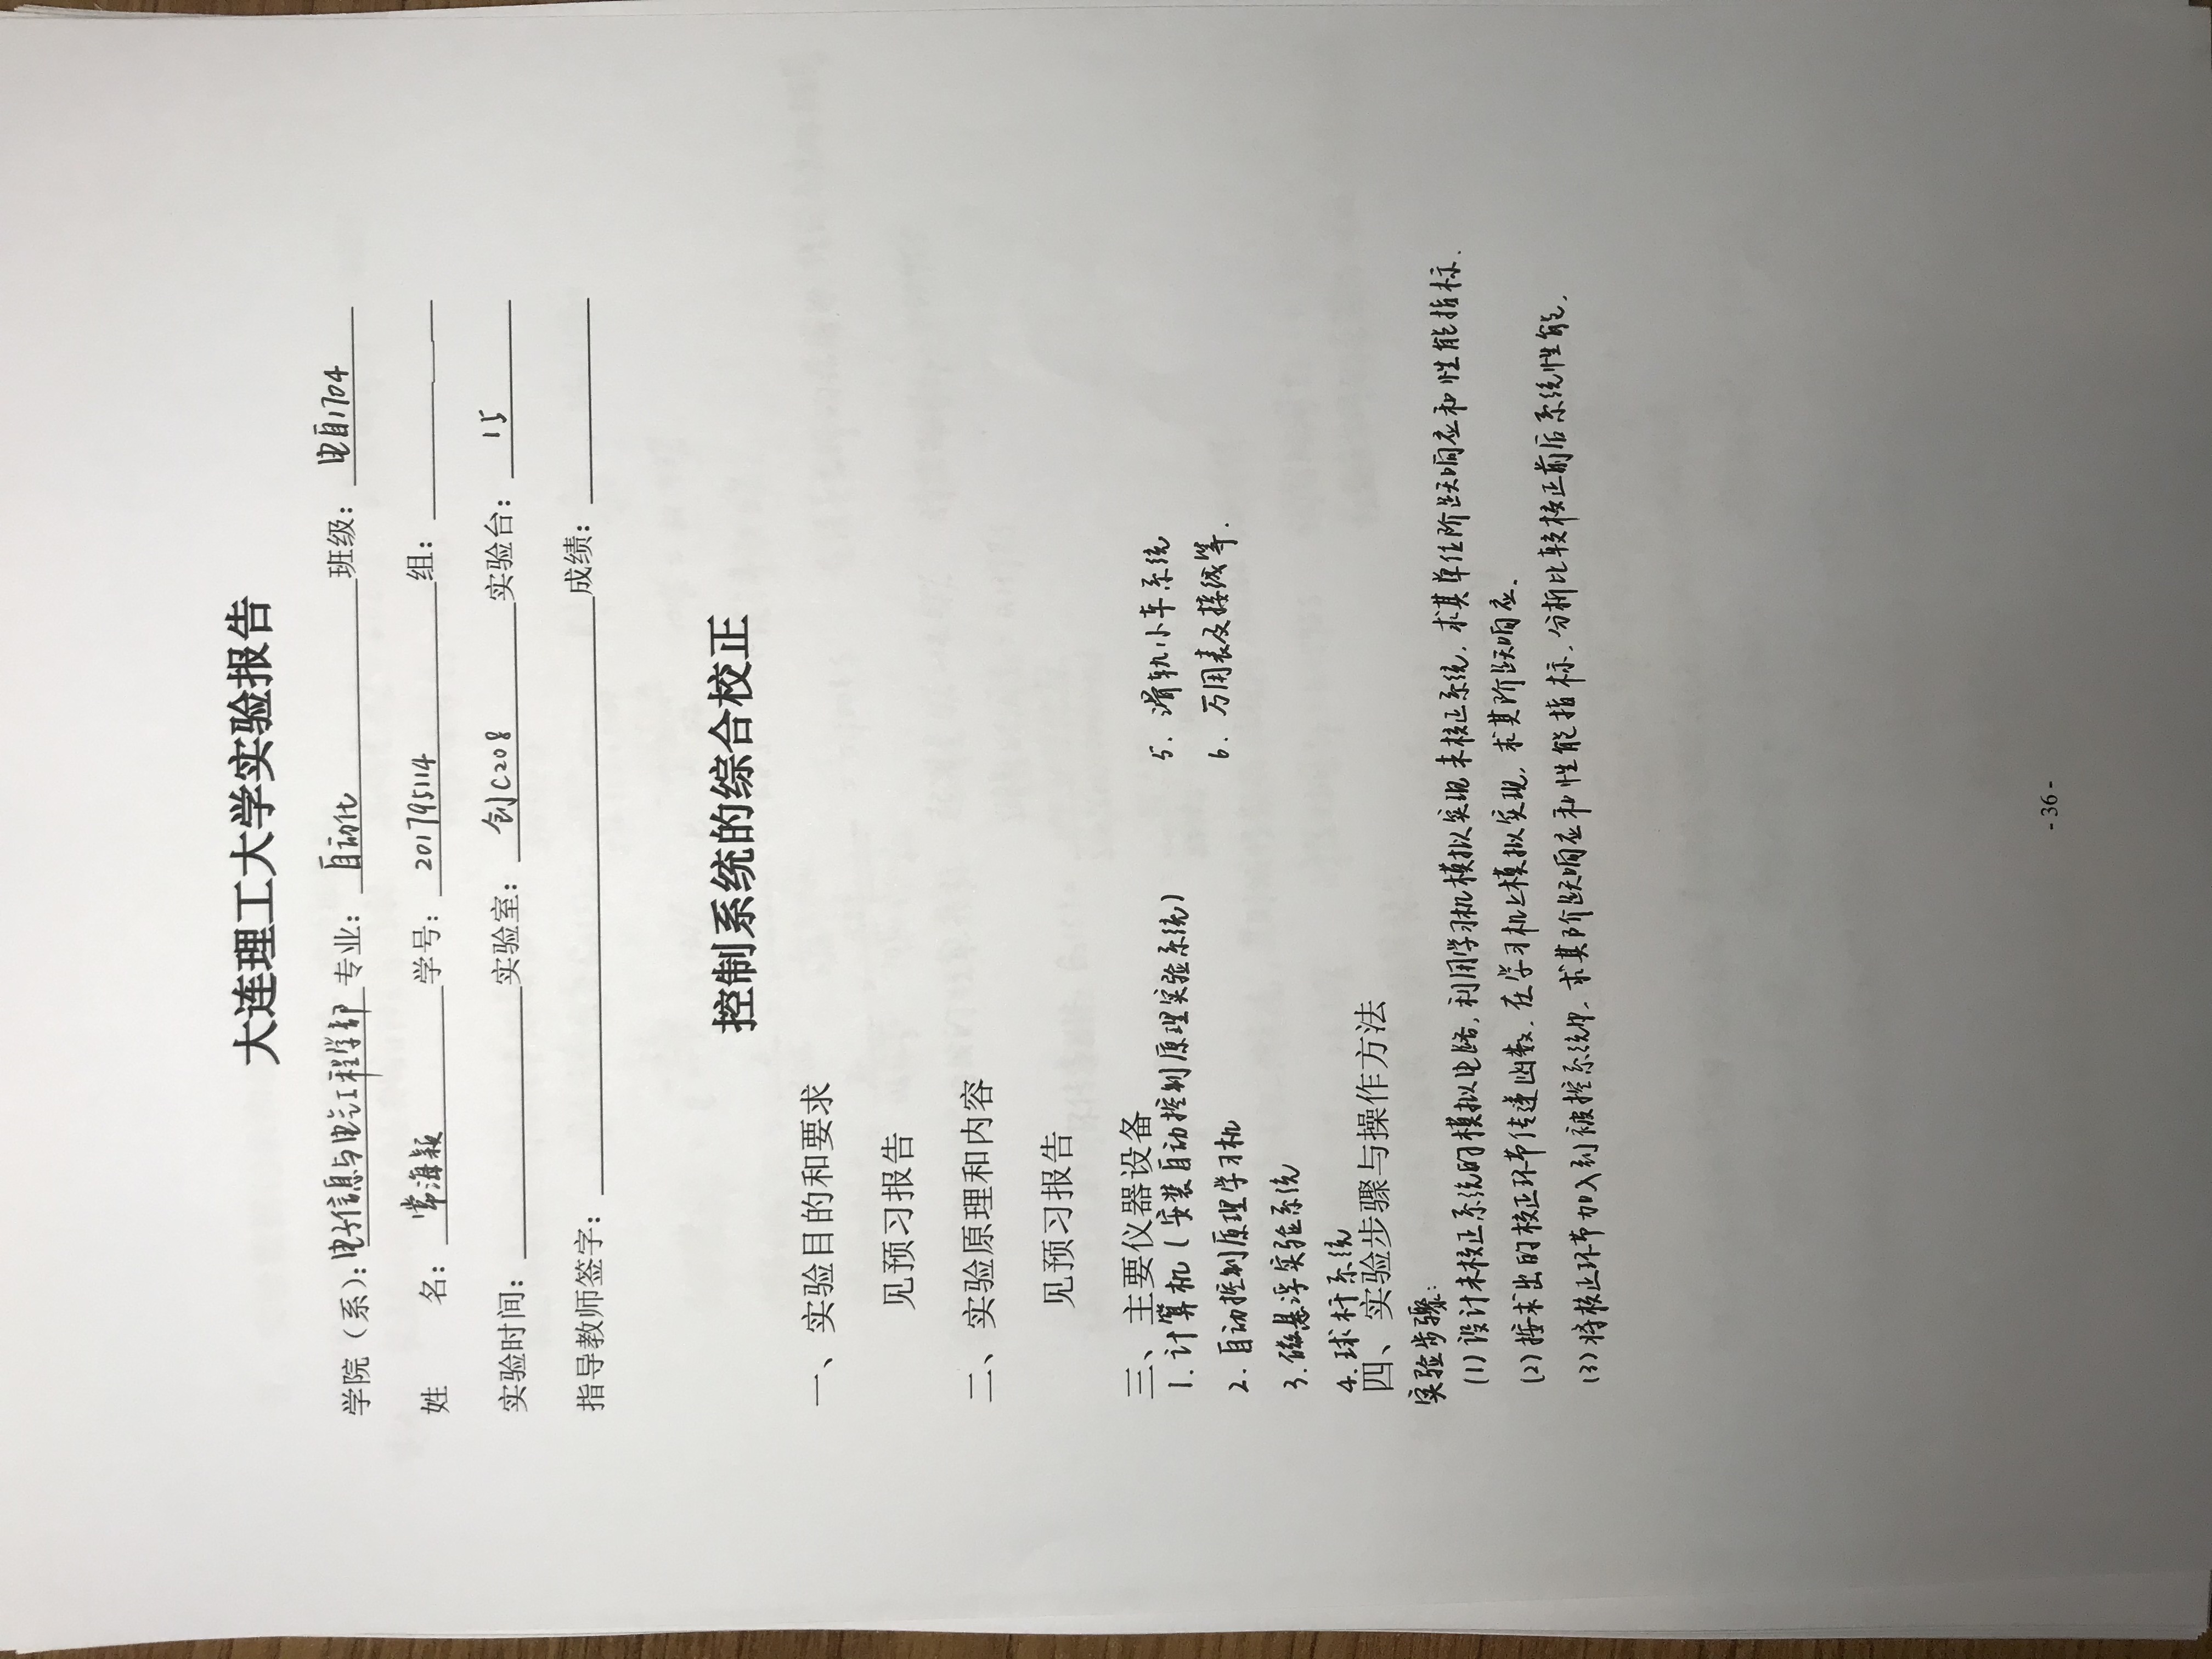 大连理工大学实验报告
学院（系）：电子信息与电气工程学部 专业：自动化 班级：电自1704
姓 名：常海颖 学号：201795114 组：
实验时间： 实验室：创C208 实验台：15
指导教师签字： 成绩：
控制系统的综合校正
一、实验目的和要求
见预习报告
二、实验原理和内容
见预习报告
三、主要仪器设备
1.计算机（安装自动控制原理实验系统）
2.自动控制原理学习机
3.磁悬浮实验系统
4.球杆系统
5.滑轨小车系统
6.万用表及接线等.
四、实验步骤与操作方法
实验步骤:
(1)设计未校正系统的模拟电路,利用学习机模拟实现未校正系统.求其单位阶跃响应和性能指标.
(2)按求出的校正环节传递函数.在学习机上模拟实现,求其阶跃响应.
(3)将校正环节加入到被控系统中.求其阶跃响应和性能指标.分析比较校正前后系统性能.
- 36 -